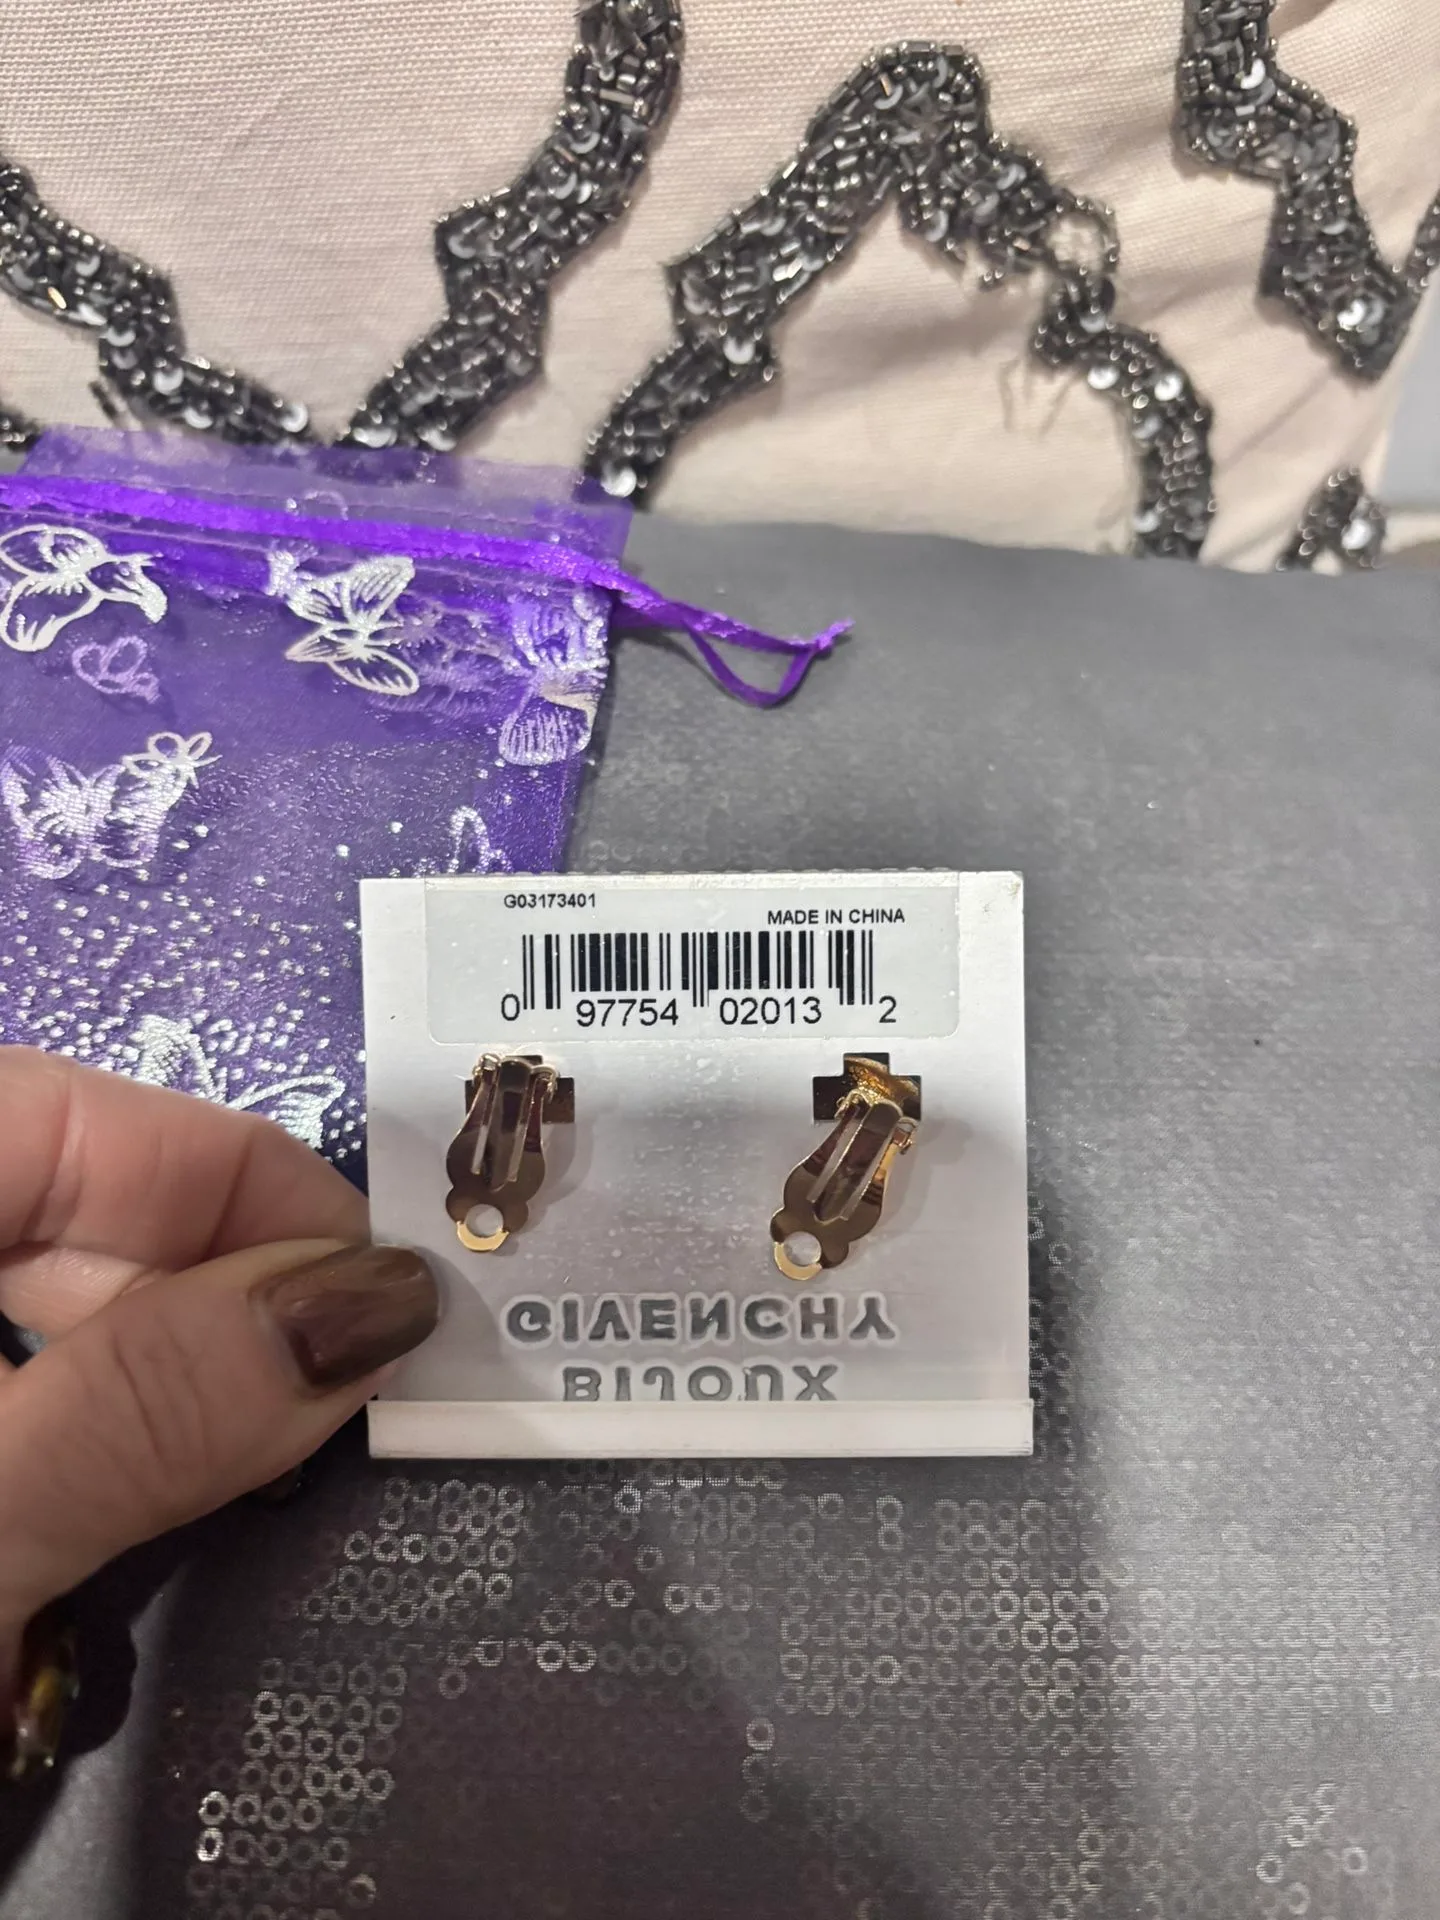 G03173401
MADE IN CHINA
0 97754 02013 2
GIVENCHY
BIJOUX